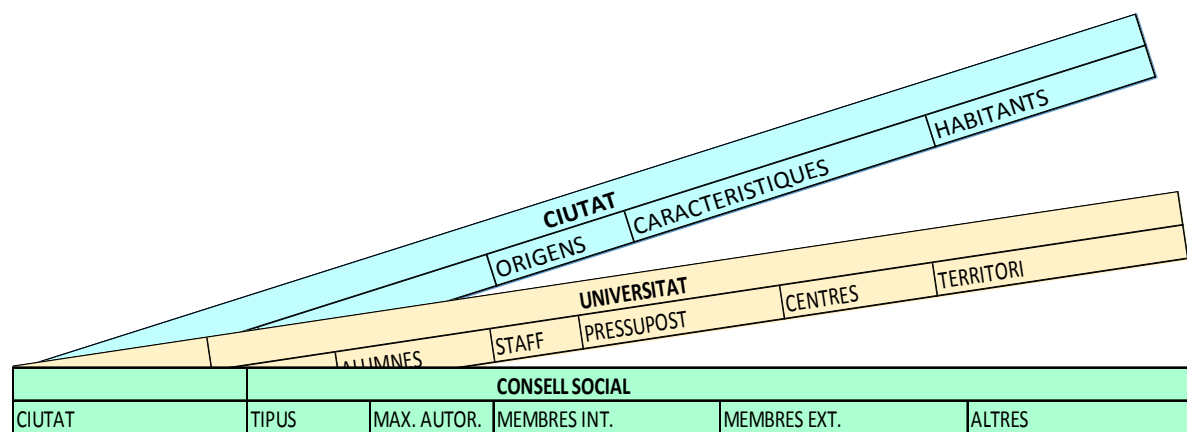 CIUTAT
ORIGENS CARACTERISTIQUES HABITANTS
UNIVERSITAT
ALUMNES STAFF PRESSUPOST CENTRES TERRITORI
CONSELL SOCIAL
CIUTAT TIPUS MAX. AUTOR. MEMBRES INT. MEMBRES EXT. ALTRES